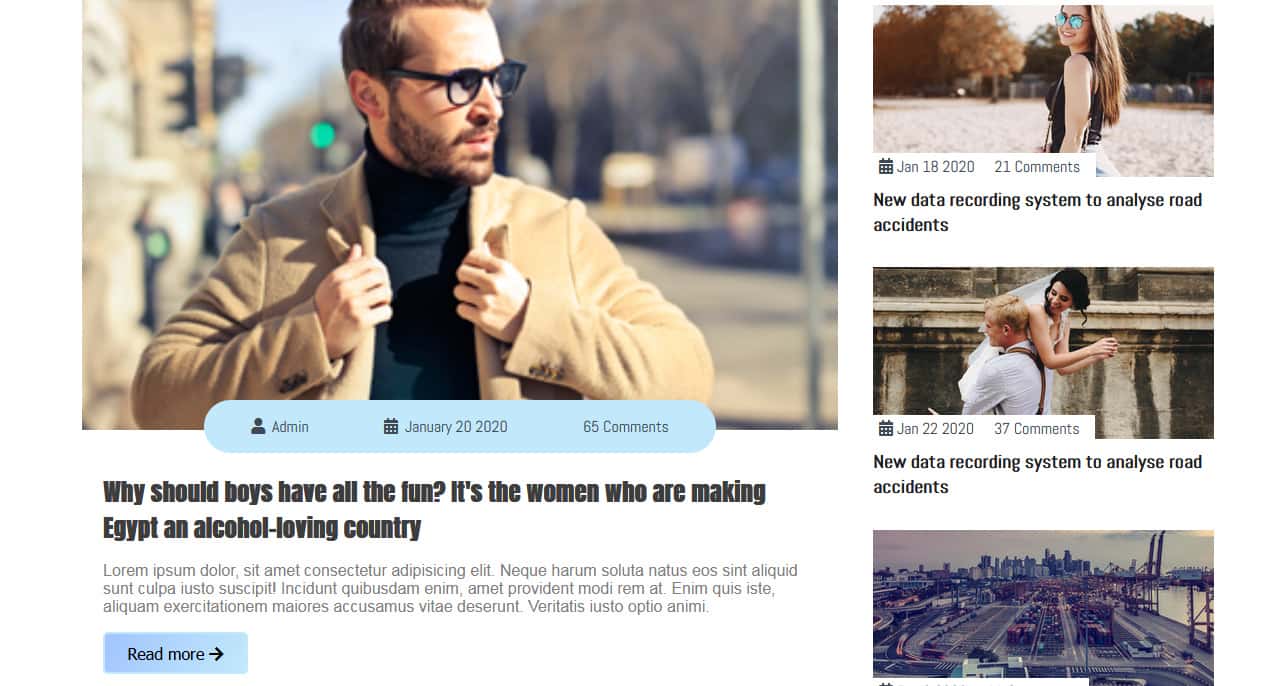 Admin
January 20 2020
65 Comments
Why should boys have all the fun? It's the women who are making
Egypt an alcohol-loving country
Lorem ipsum dolor, sit amet consectetur adipisicing elit. Neque harum soluta natus eos sint aliquid
sunt culpa iusto suscipit! Incidunt quibusdam enim, amet provident modi rem at. Enim quis iste,
aliquam exercitationem maiores accusamus vitae deserunt. Veritatis iusto optio animi.
Read more
Jan 18 2020
21 Comments
New data recording system to analyse road
accidents
Jan 22 2020
37 Comments
New data recording system to analyse road
accidents